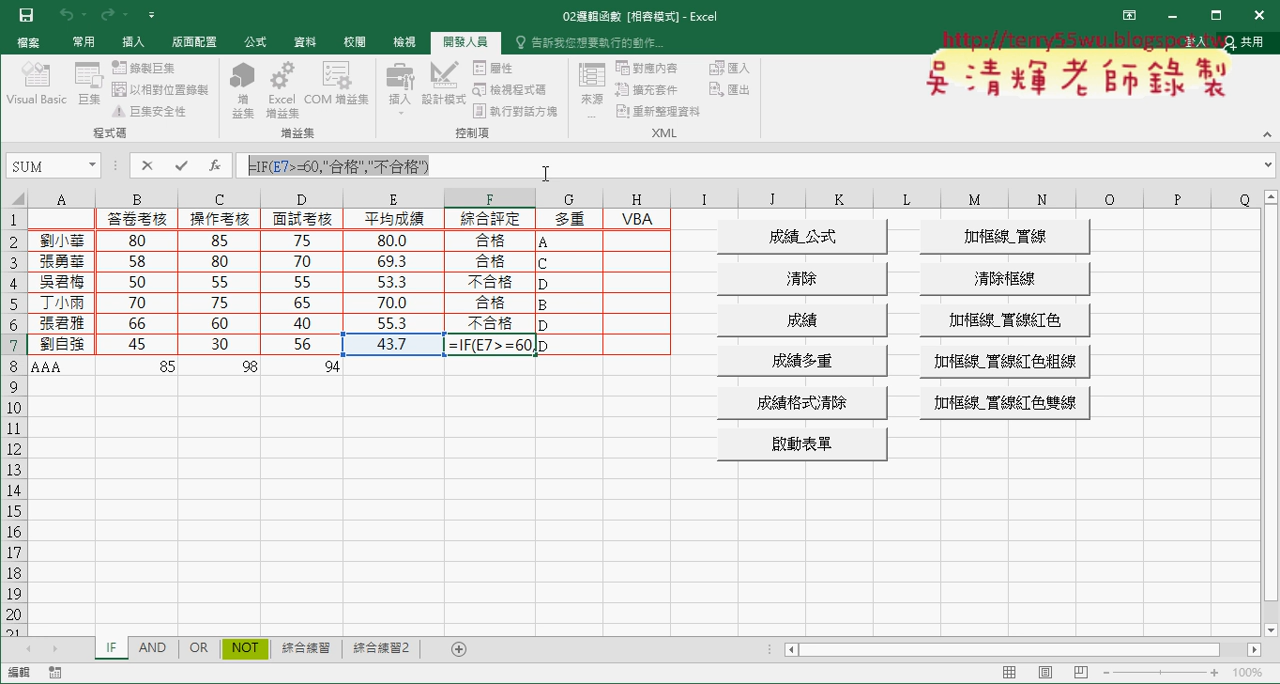 02邏輯函數 [相容模式] - Excel
檔案 常用 插入 版面配置 公式 資料 校閱 檢視 開發人員 告訴我您想要執行的動作... 登入 共用
http://terry55wu.blogspot.tw
吳清輝老師錄製
Visual Basic 巨集 錄製巨集 以相對位置錄製 巨集安全性 程式碼
增益集 Excel 增益集 COM 增益集 增益集
插入 設計模式 屬性 檢視程式碼 執行對話方塊 控制項
來源... 對應內容 擴充套件 重新整理資料 匯入 匯出 XML
SUM fx =IF(E7>=60,"合格","不合格")
A B C D E F G H I J K L M N O P Q
1 答卷考核 操作考核 面試考核 平均成績 綜合評定 多重 VBA
2 劉小華 80 85 75 80.0 合格 A
3 張勇華 58 80 70 69.3 合格 C
4 吳君梅 50 55 55 53.3 不合格 D
5 丁小雨 70 75 65 70.0 合格 B
6 張君雅 66 60 40 55.3 不合格 D
7 劉自強 45 30 56 43.7 =IF(E7>=60, D
8 AAA 85 98 94
9
10
11
12
13
14
15
16
17
18
19
20
21
成績_公式 加框線_實線
清除 清除框線
成績 加框線_實線紅色
成績多重 加框線_實線紅色粗線
成績格式清除 加框線_實線紅色雙線
啟動表單
IF AND OR NOT 綜合練習 綜合練習2
編輯 100%